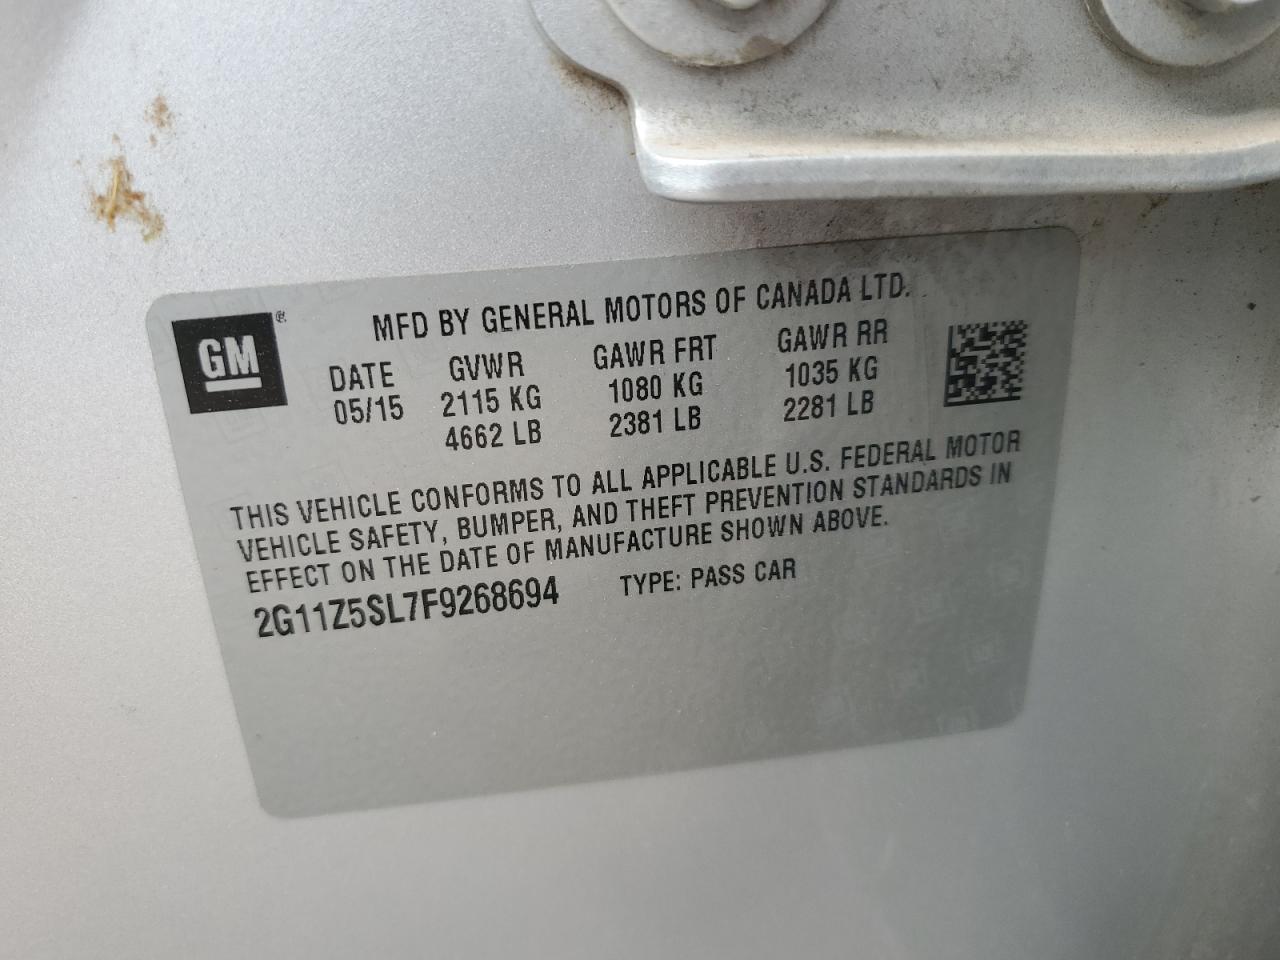 GM ®
MFD BY GENERAL MOTORS OF CANADA LTD.
DATE GVWR GAWR FRT GAWR RR
05/15 2115 KG 1080 KG 1035 KG
4662 LB 2381 LB 2281 LB
THIS VEHICLE CONFORMS TO ALL APPLICABLE U.S. FEDERAL MOTOR
VEHICLE SAFETY, BUMPER, AND THEFT PREVENTION STANDARDS IN
EFFECT ON THE DATE OF MANUFACTURE SHOWN ABOVE.
2G11Z5SL7F9268694 TYPE: PASS CAR